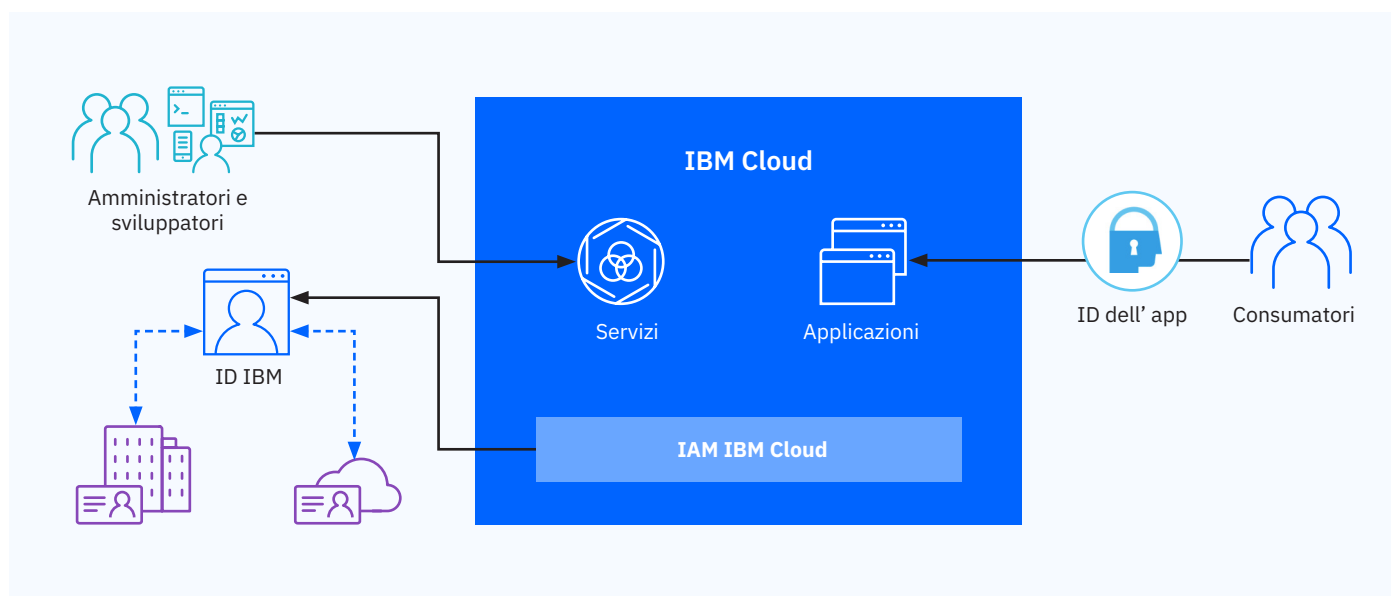 Amministratori e
sviluppatori
ID IBM
IBM Cloud
Servizi
Applicazioni
IAM IBM Cloud
ID dell’ app
Consumatori